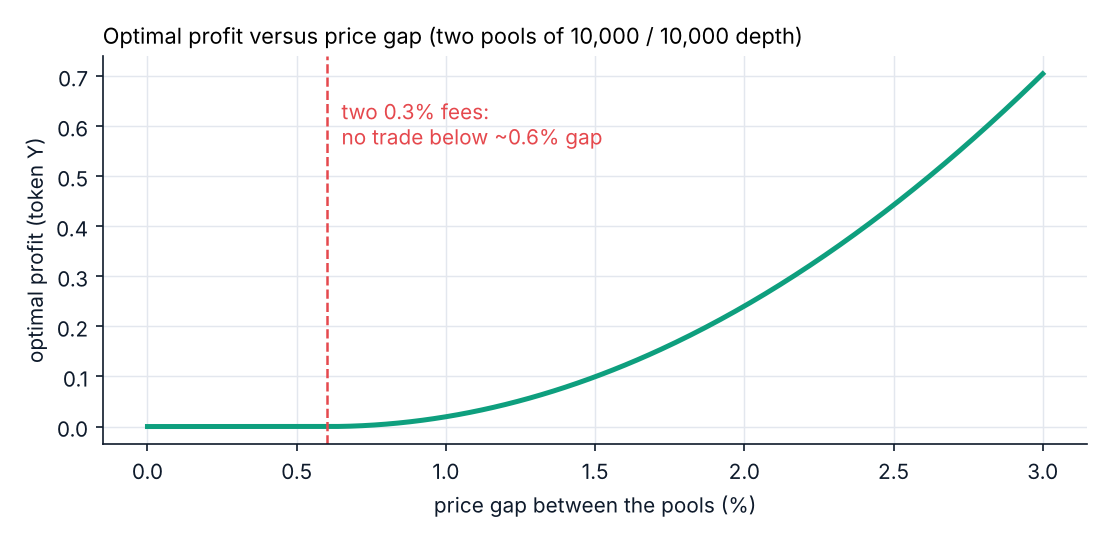 Optimal profit versus price gap (two pools of 10,000 / 10,000 depth)
optimal profit (token Y)
0.7
0.6
0.5
0.4
0.3
0.2
0.1
0.0
two 0.3% fees:
no trade below ~0.6% gap
0.0 0.5 1.0 1.5 2.0 2.5 3.0
price gap between the pools (%)